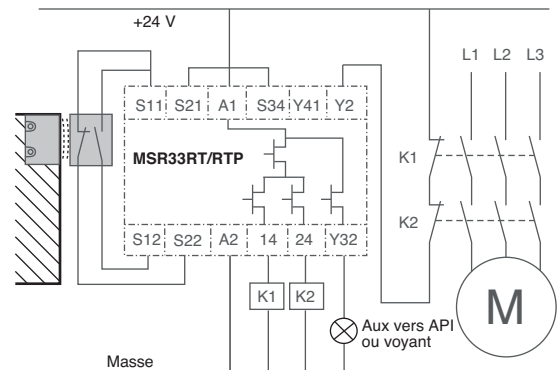 +24 V
L1 L2 L3
S11 S21 A1 S34 Y41 Y2
MSR33RT/RTP
K1
S12 S22 A2 14 24 Y32
K2
K1 K2
M
Aux vers API
ou voyant
Masse